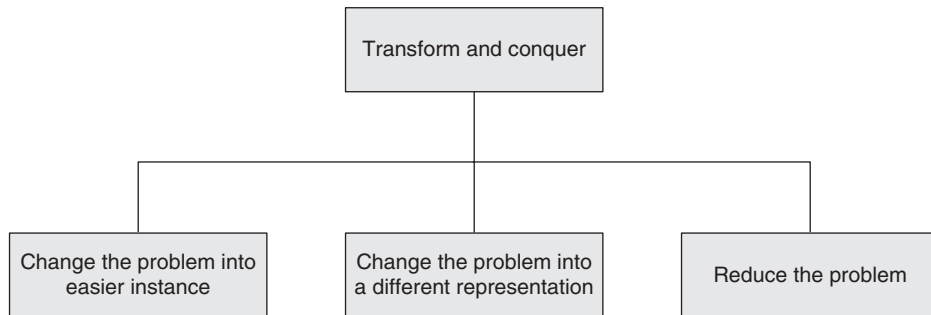 Transform and conquer
Change the problem into
easier instance
Change the problem into
a different representation
Reduce the problem